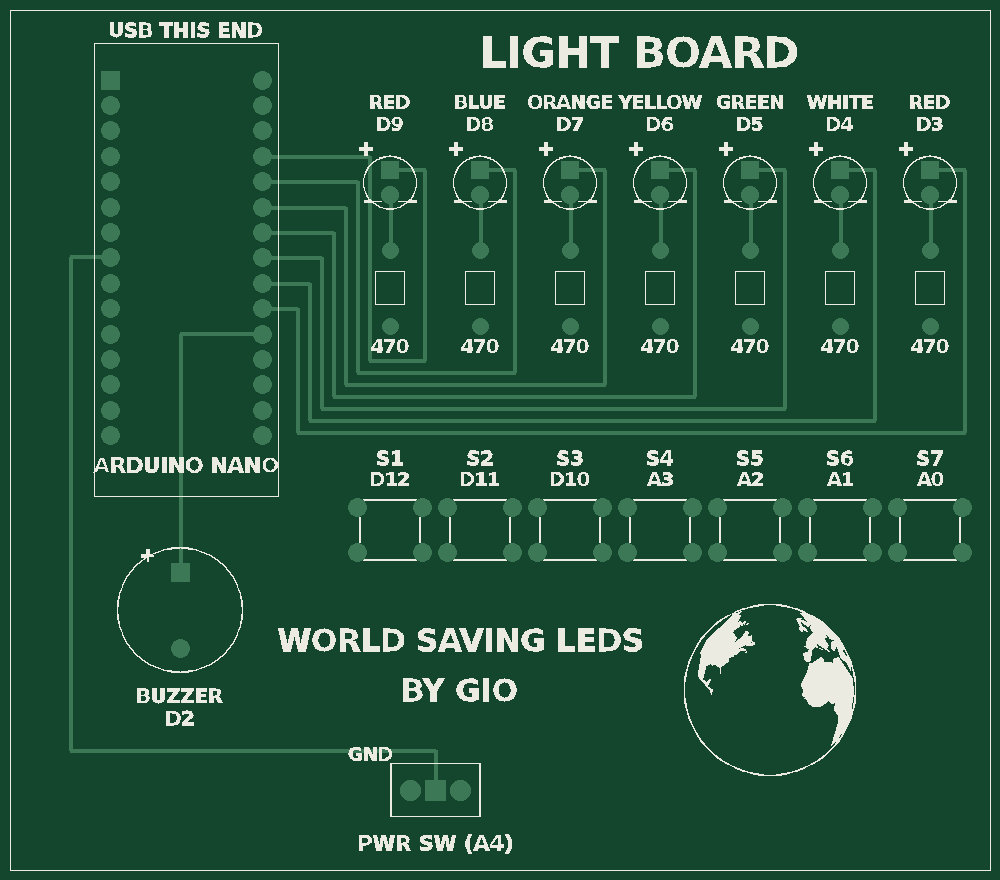 USB THIS END
LIGHT BOARD
RED BLUE ORANGE YELLOW GREEN WHITE RED
D9 D8 D7 D6 D5 D4 D3
+ + + + + + +
470 470 470 470 470 470 470
ARDUINO NANO
S1 S2 S3 S4 S5 S6 S7
D12 D11 D10 A3 A2 A1 A0
+
WORLD SAVING LEDS
BY GIO
BUZZER
D2
GND
PWR SW (A4)